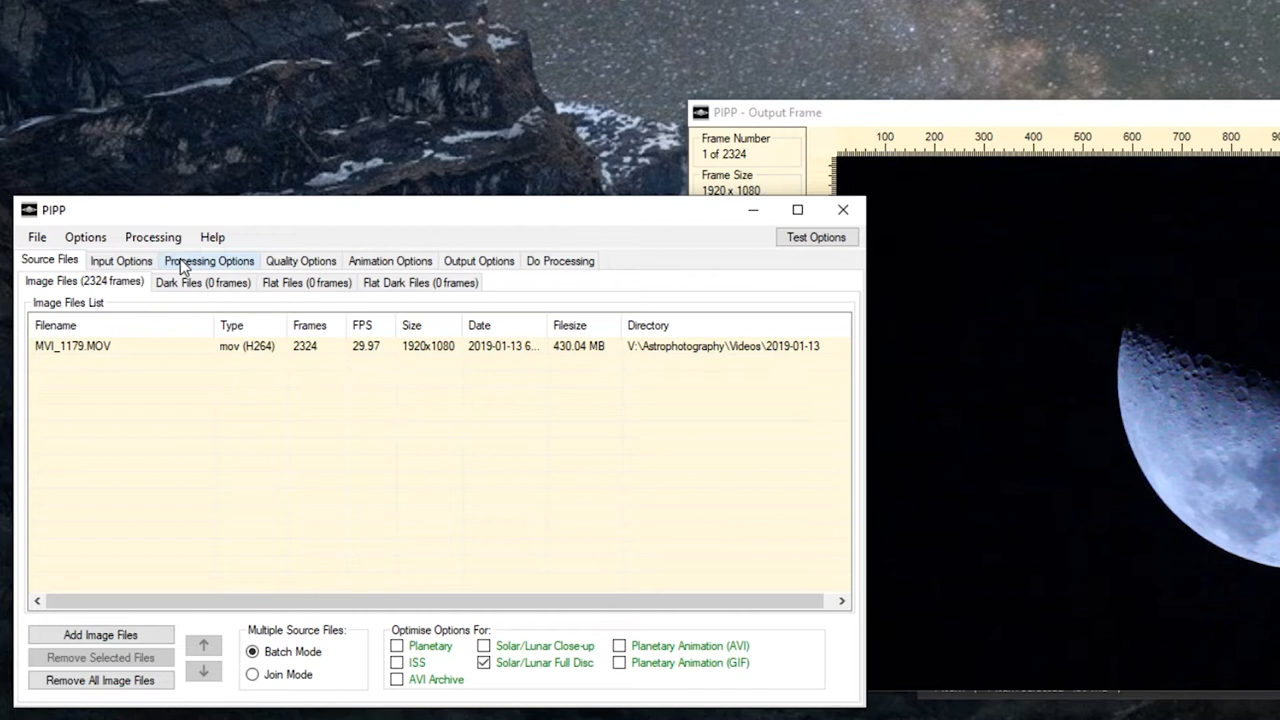 PIPP - Output Frame
Frame Number
1 of 2324
Frame Size
1920 x 1080
100 200 300 400 500 600 700 800
PIPP
File Options Processing Help
Test Options
Source Files Input Options Processing Options Quality Options Animation Options Output Options Do Processing
Image Files (2324 frames) Dark Files (0 frames) Flat Files (0 frames) Flat Dark Files (0 frames)
Image Files List
Filename Type Frames FPS Size Date Filesize Directory
MVI_1179.MOV mov (H264) 2324 29.97 1920x1080 2019-01-13 6... 430.04 MB V:\Astrophotography\Videos\2019-01-13
Add Image Files
Remove Selected Files
Remove All Image Files
Multiple Source Files:
Batch Mode
Join Mode
Optimise Options For:
Planetary Solar/Lunar Close-up Planetary Animation (AVI)
ISS Solar/Lunar Full Disc Planetary Animation (GIF)
AVI Archive